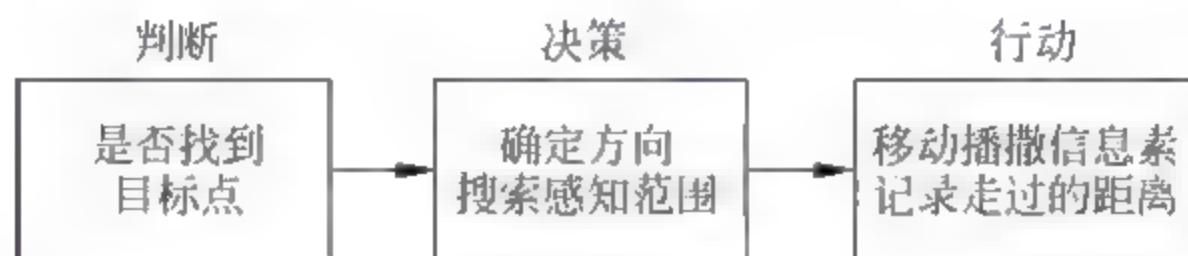 判断
决策
行动
是否找到
目标点
确定方向
搜索感知范围
移动播撒信息素
记录走过的距离